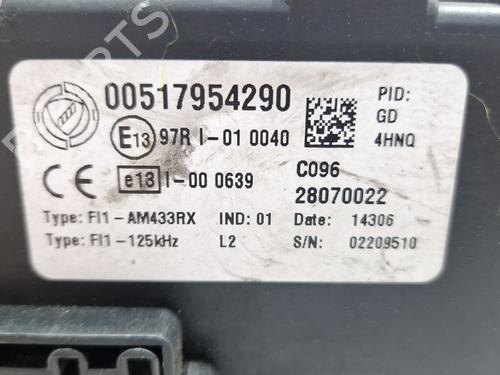 00517954290
PID:
GD
4HNQ
E13 97R I-01 0040
CE e13 I-00 0639
C096
28070022
Type: FI1-AM433RX IND: 01 Date: 14306
Type: FI1-125kHz L2 S/N: 02209510